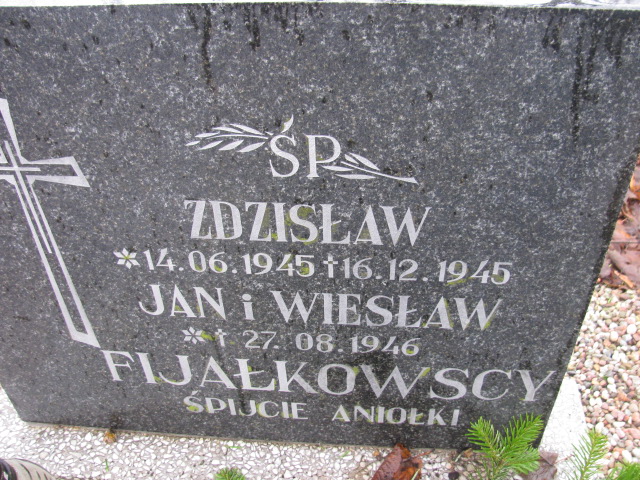 ŚP
ZDZISŁAW
*14.06.1945 †16.12.1945
JAN i WIESŁAW
*† 27.08.1946
FIJAŁKOWSCY
ŚPIJCIE ANIOŁKI